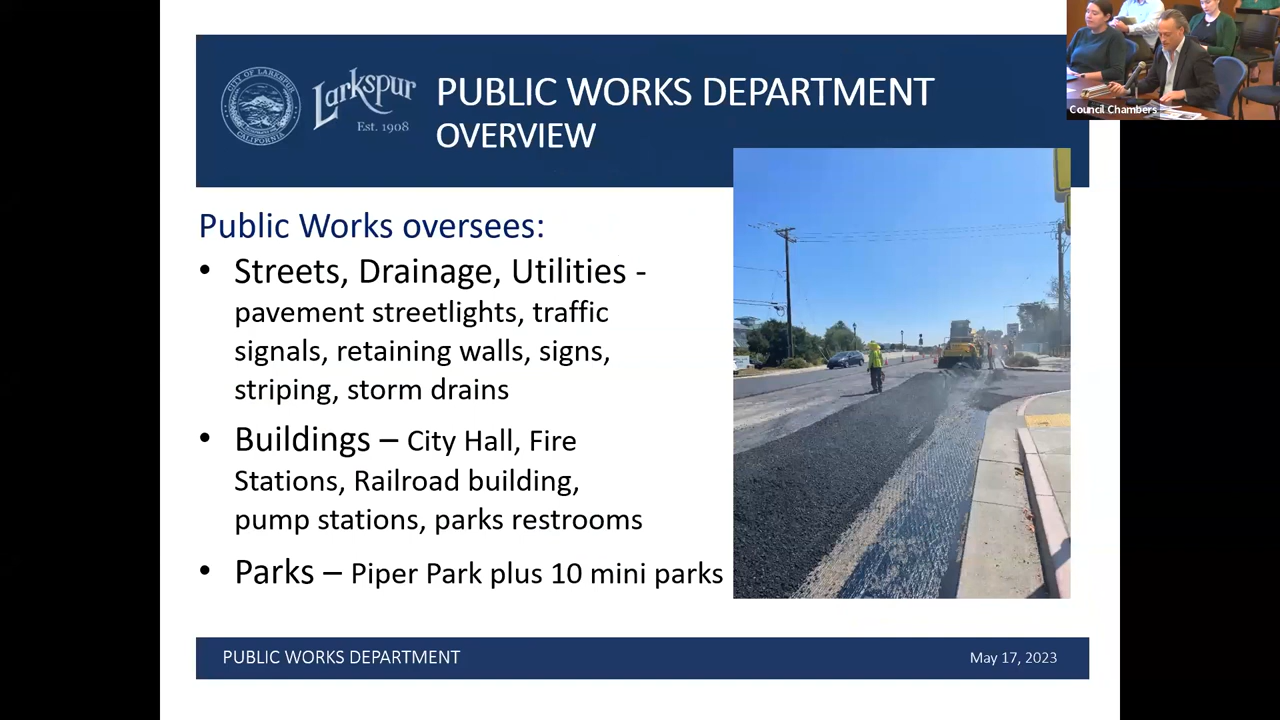 Larkspur
Est. 1908
PUBLIC WORKS DEPARTMENT
OVERVIEW
Council Chambers
Public Works oversees:
• Streets, Drainage, Utilities -
pavement streetlights, traffic
signals, retaining walls, signs,
striping, storm drains
• Buildings – City Hall, Fire
Stations, Railroad building,
pump stations, parks restrooms
• Parks – Piper Park plus 10 mini parks
PUBLIC WORKS DEPARTMENT
May 17, 2023